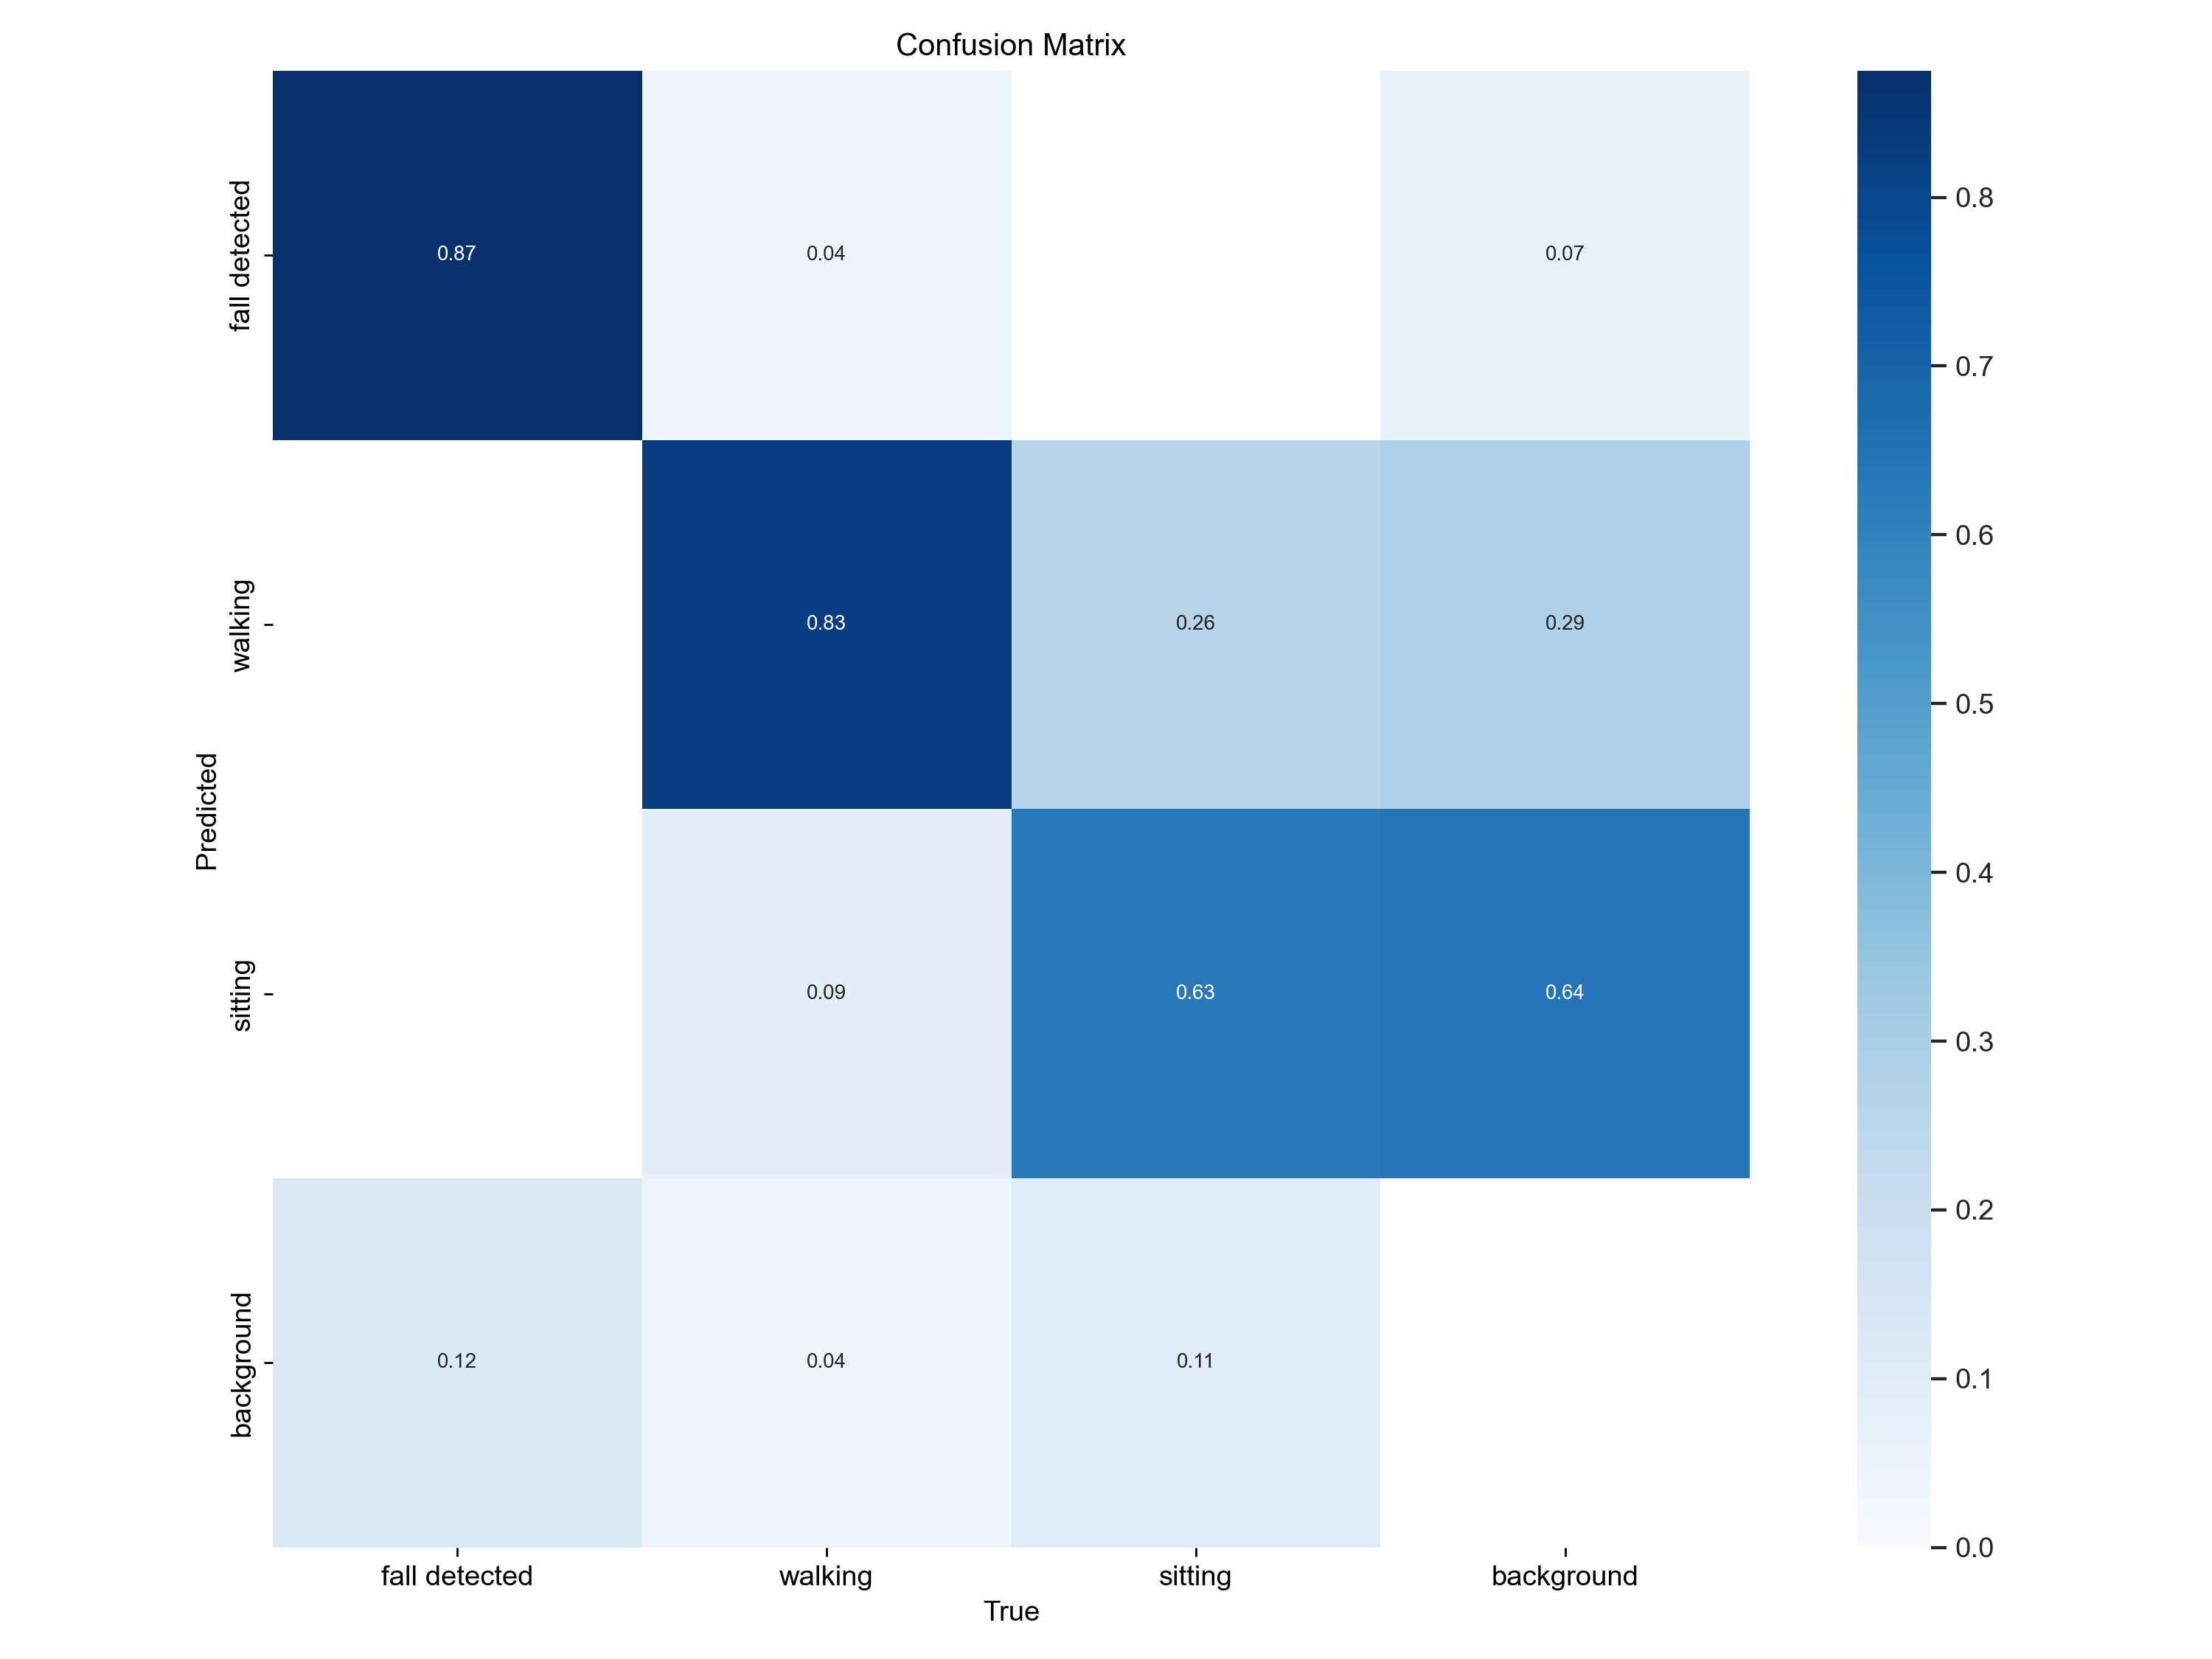 Confusion Matrix
fall detected
0.87
0.04
0.07
walking
0.83
0.26
0.29
Predicted
sitting
0.09
0.63
0.64
background
0.12
0.04
0.11
fall detected
walking
sitting
background
True
0.8
0.7
0.6
0.5
0.4
0.3
0.2
0.1
0.0